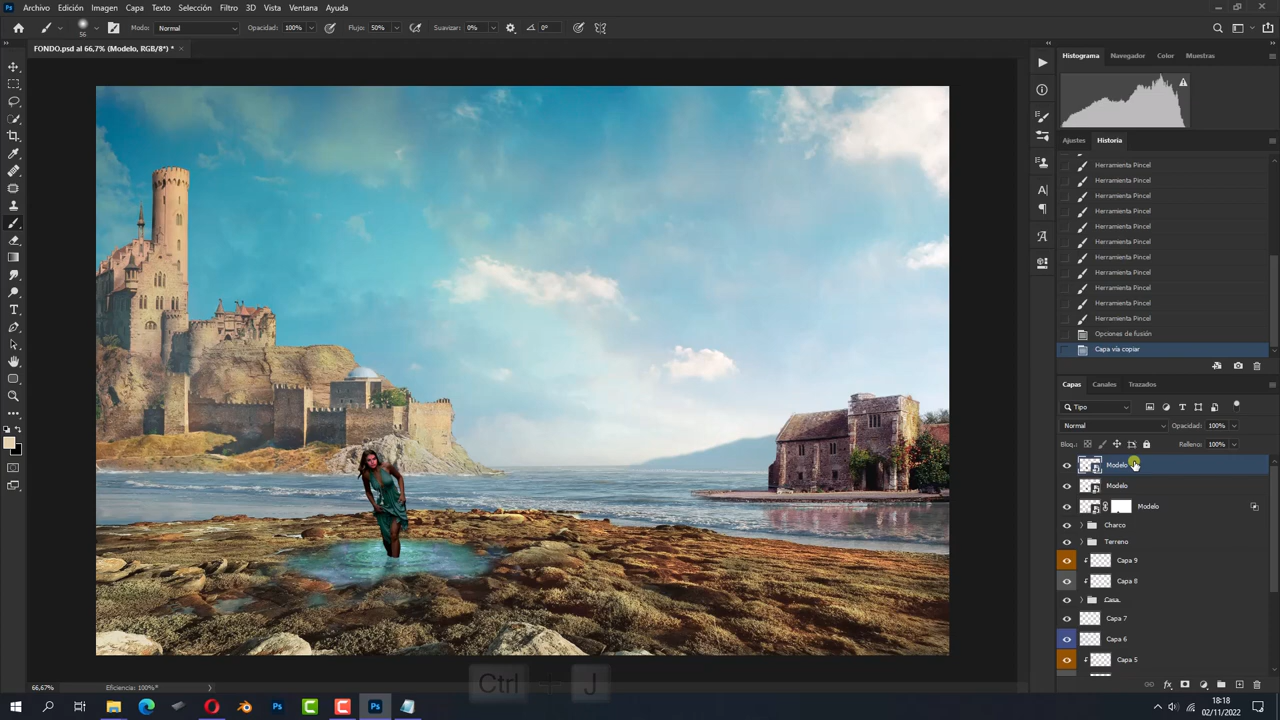 Archivo Edición Imagen Capa Texto Selección Filtro 3D Vista Ventana Ayuda
56 Modo: Normal Opacidad: 100% Flujo: 50% Suavizar: 0% 0°
FONDO.psd al 66,7% (Modelo, RGB/8*) * ×
Histograma Navegador Color Muestras
Ajustes Historia
Herramienta Pincel
Herramienta Pincel
Herramienta Pincel
Herramienta Pincel
Herramienta Pincel
Herramienta Pincel
Herramienta Pincel
Herramienta Pincel
Herramienta Pincel
Herramienta Pincel
Herramienta Pincel
Opciones de fusión
Capa vía copiar
Capas Canales Trazados
Tipo
Normal Opacidad: 100%
Bloq.: Relleno: 100%
Modelo
Modelo
Modelo
Charco
Terreno
Capa 9
Capa 8
Casa
Capa 7
Capa 6
Capa 5
66,67% Eficiencia: 100%*
Ctrl + J
18:18
02/11/2022